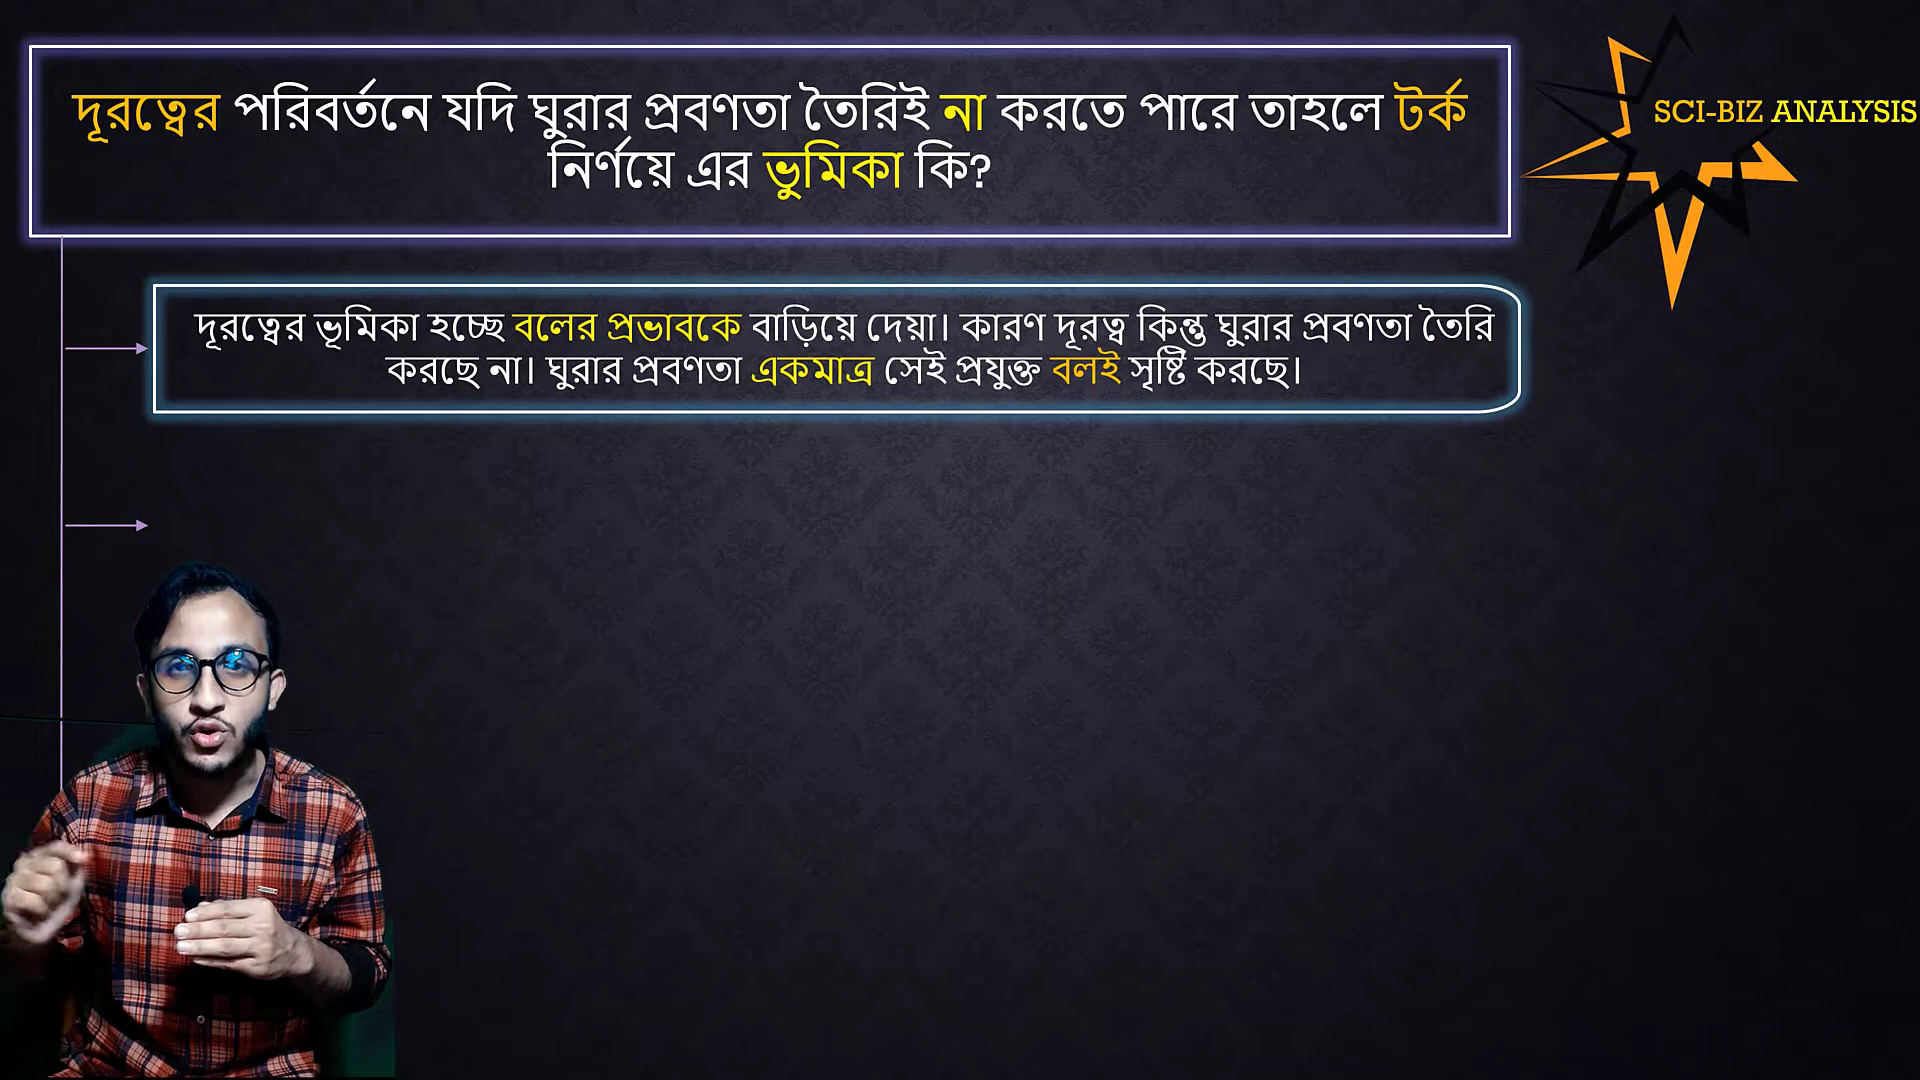 দূরত্বের পরিবর্তনে যদি ঘুরার প্রবণতা তৈরিই না করতে পারে তাহলে টর্ক
নির্ণয়ে এর ভুমিকা কি?
SCI-BIZ ANALYSIS
দূরত্বের ভূমিকা হচ্ছে বলের প্রভাবকে বাড়িয়ে দেয়া। কারণ দূরত্ব কিন্তু ঘুরার প্রবণতা তৈরি
করছে না। ঘুরার প্রবণতা একমাত্র সেই প্রযুক্ত বলই সৃষ্টি করছে।